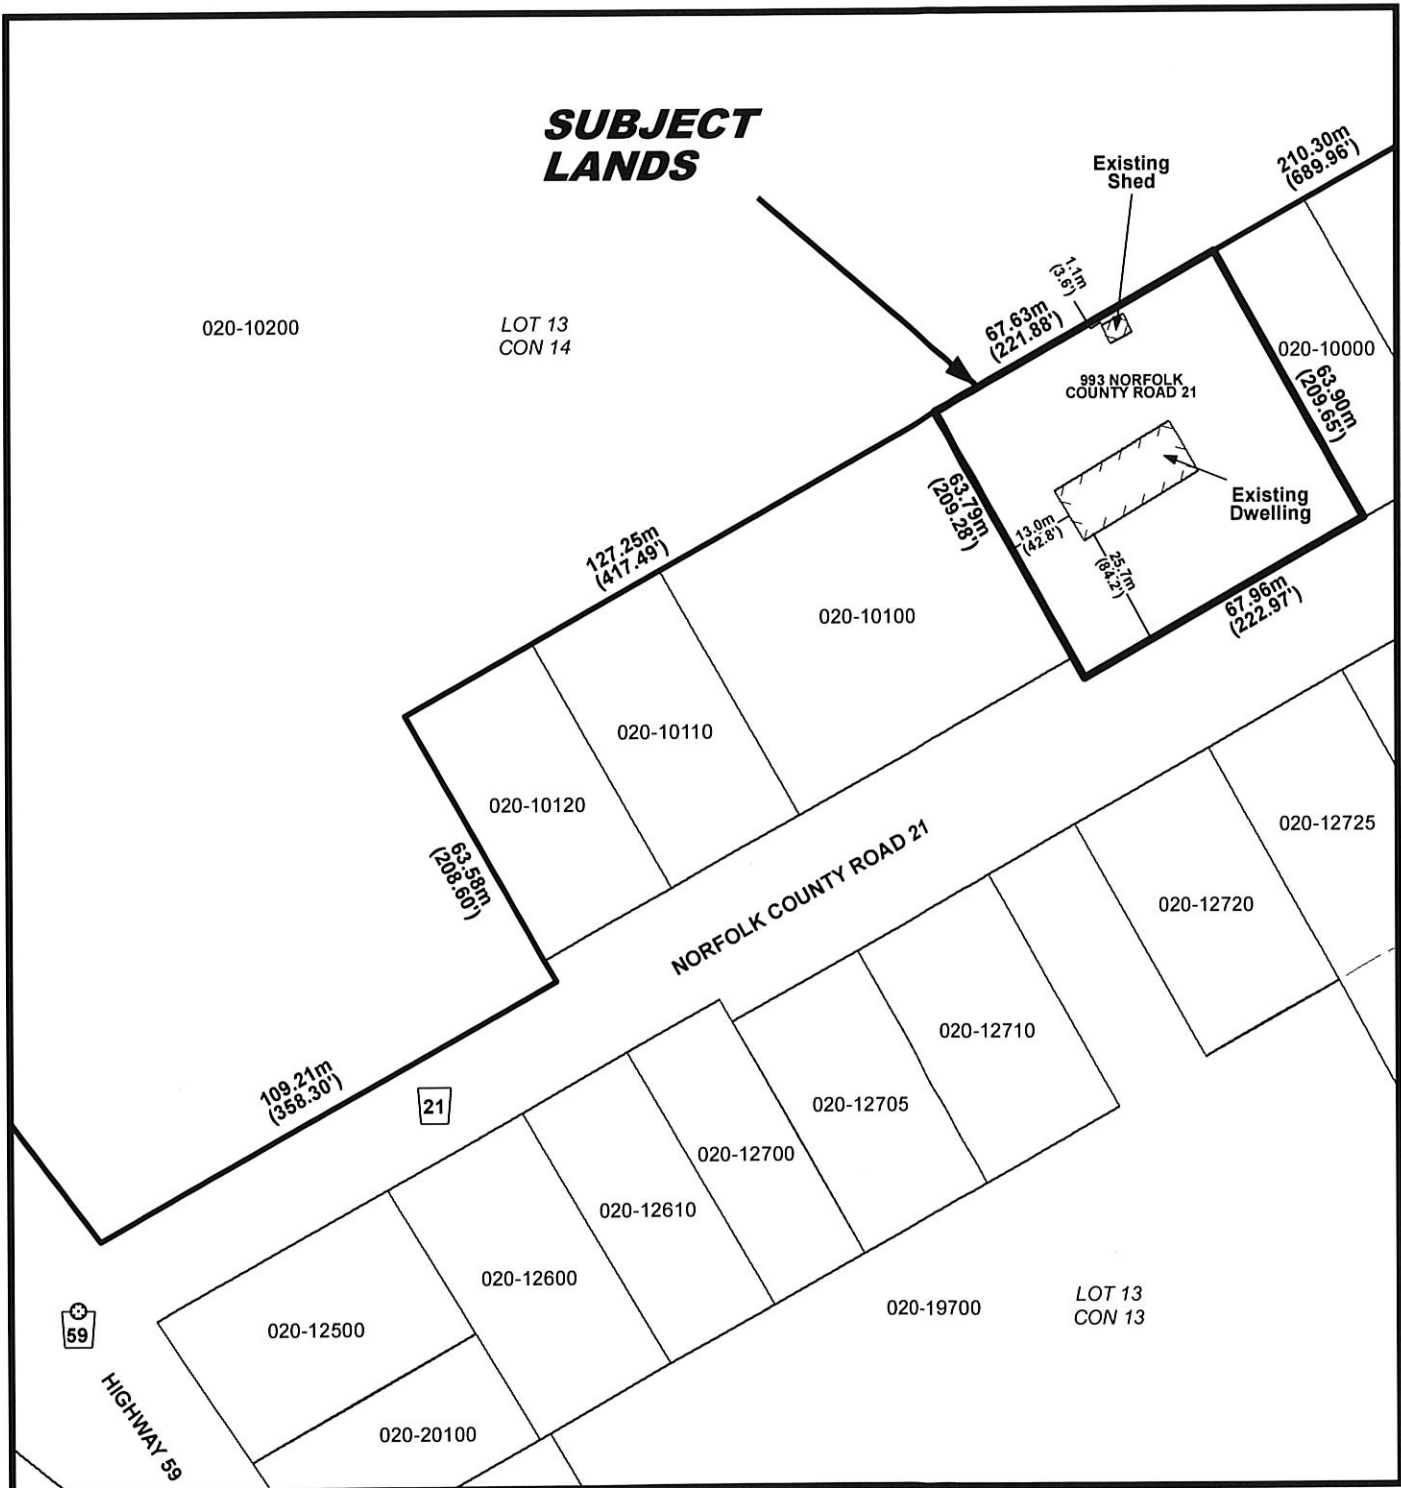 SUBJECT
LANDS
210.30m
(689.96')
Existing
Shed
1.1m
(3.6')
67.63m
(221.88')
020-10200
LOT 13
CON 14
020-10000
993 NORFOLK
COUNTY ROAD 21
63.90m
(209.65')
63.79m
(209.28')
Existing
Dwelling
13.0m
(42.8')
25.7m
(84.2')
127.25m
(417.49')
67.96m
(222.97')
020-10100
020-10110
020-10120
63.58m
(208.60')
NORFOLK COUNTY ROAD 21
020-12725
020-12720
020-12710
109.21m
(358.30')
21
020-12705
020-12700
020-12610
020-12600
020-19700
LOT 13
CON 13
59
020-12500
HIGHWAY 59
020-20100